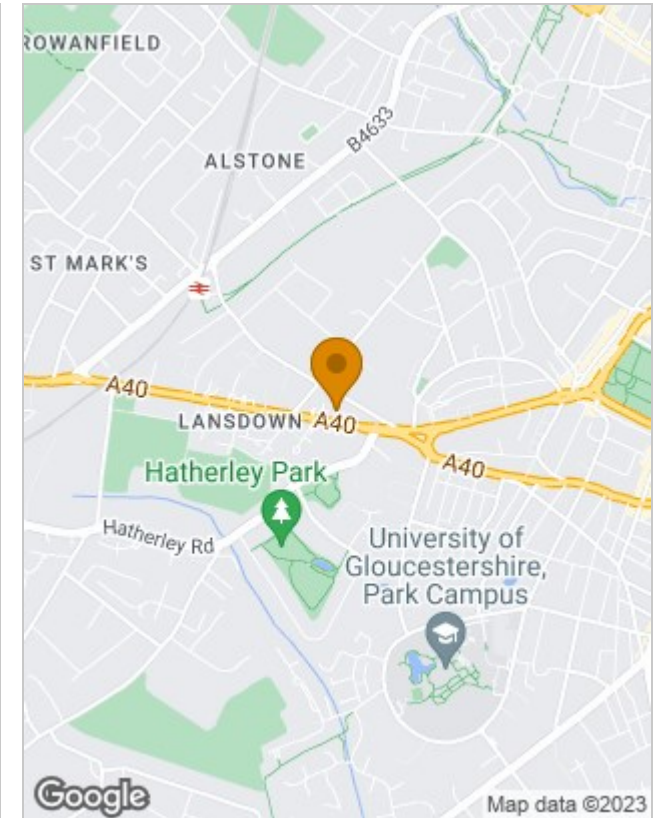 ROWANFIELD
B4633
ALSTONE
ST MARK'S
A40
LANSDOWN
A40
A40
Hatherley Park
Hatherley Rd
University of
Gloucestershire,
Park Campus
Google
Map data ©2023